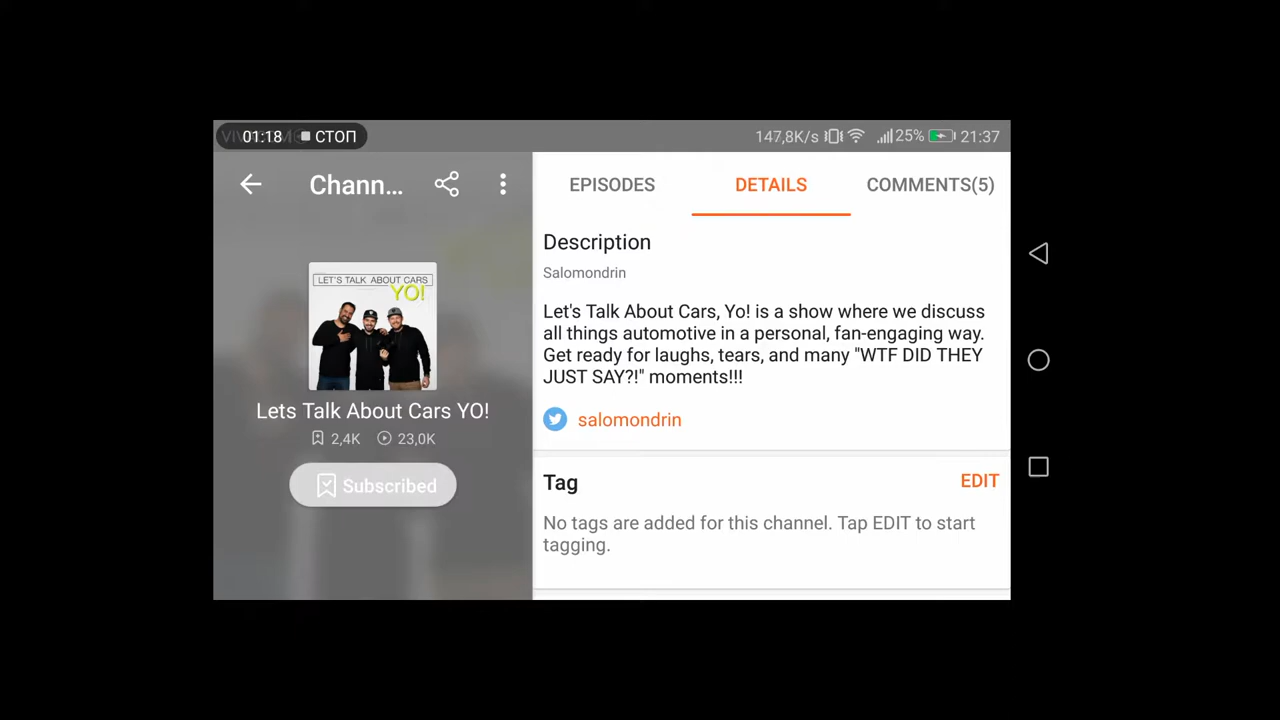 01:18 СТОП
147,8K/s 25% 21:37
Chann...
LET'S TALK ABOUT CARS
YO!
Lets Talk About Cars YO!
2,4K 23,0K
Subscribed
EPISODES DETAILS COMMENTS(5)
Description
Salomondrin
Let's Talk About Cars, Yo! is a show where we discuss
all things automotive in a personal, fan-engaging way.
Get ready for laughs, tears, and many "WTF DID THEY
JUST SAY?!" moments!!!
salomondrin
Tag EDIT
No tags are added for this channel. Tap EDIT to start
tagging.